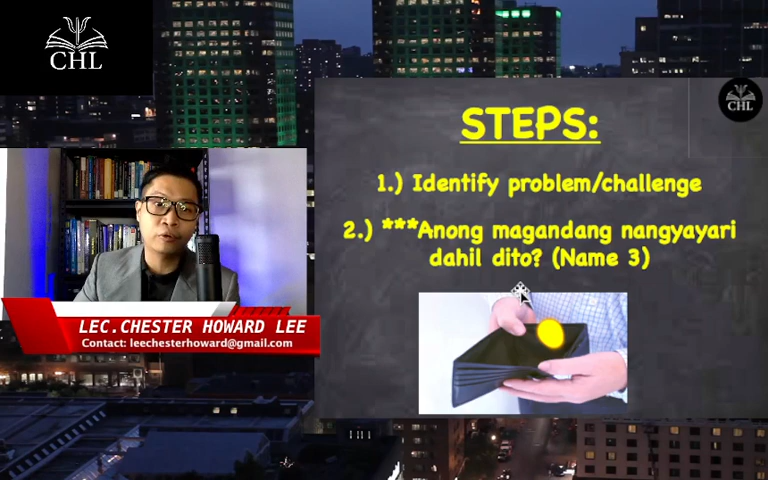 CHL
STEPS:
CHL
1.) Identify problem/challenge
2.) ***Anong magandang nangyayari
dahil dito? (Name 3)
LEC.CHESTER HOWARD LEE
Contact: leechesterhoward@gmail.com